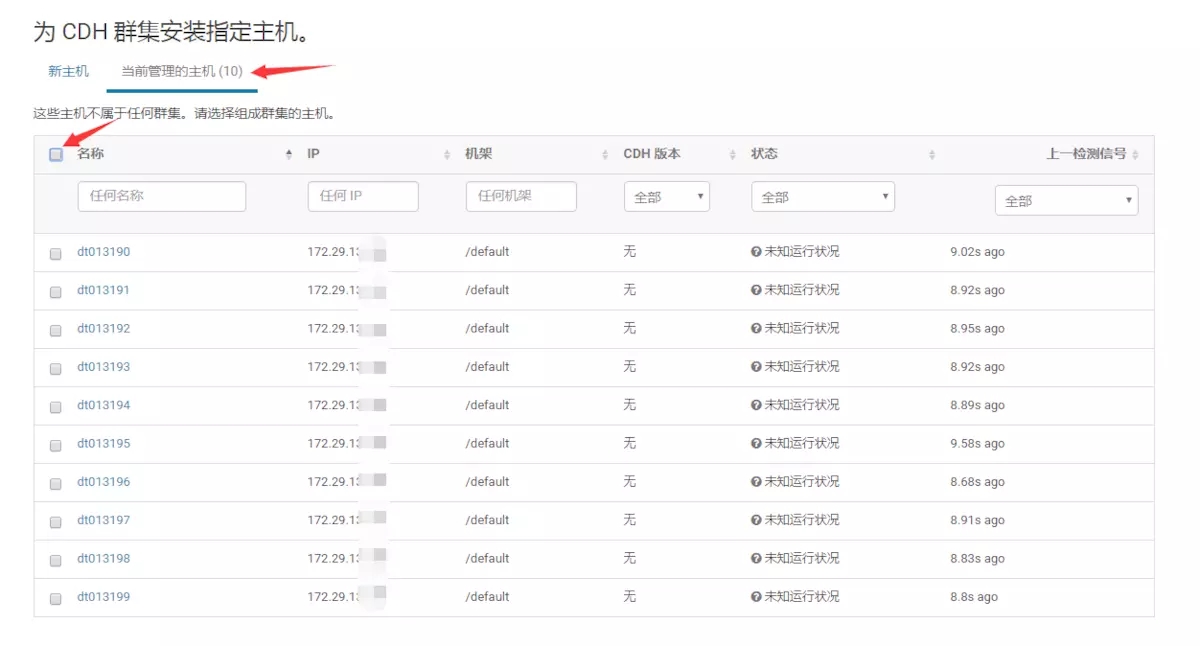 为 CDH 群集安装指定主机。
新主机 当前管理的主机 (10)
这些主机不属于任何群集。请选择组成群集的主机。
名称 IP 机架 CDH 版本 状态 上一检测信号
任何名称 任何 IP 任何机架 全部 全部 全部
dt013190 172.29.13 /default 无 未知运行状况 9.02s ago
dt013191 172.29.13 /default 无 未知运行状况 8.92s ago
dt013192 172.29.13 /default 无 未知运行状况 8.95s ago
dt013193 172.29.13 /default 无 未知运行状况 8.92s ago
dt013194 172.29.13 /default 无 未知运行状况 8.89s ago
dt013195 172.29.13 /default 无 未知运行状况 9.58s ago
dt013196 172.29.13 /default 无 未知运行状况 8.68s ago
dt013197 172.29.13 /default 无 未知运行状况 8.91s ago
dt013198 172.29.13 /default 无 未知运行状况 8.83s ago
dt013199 172.29.13 /default 无 未知运行状况 8.8s ago